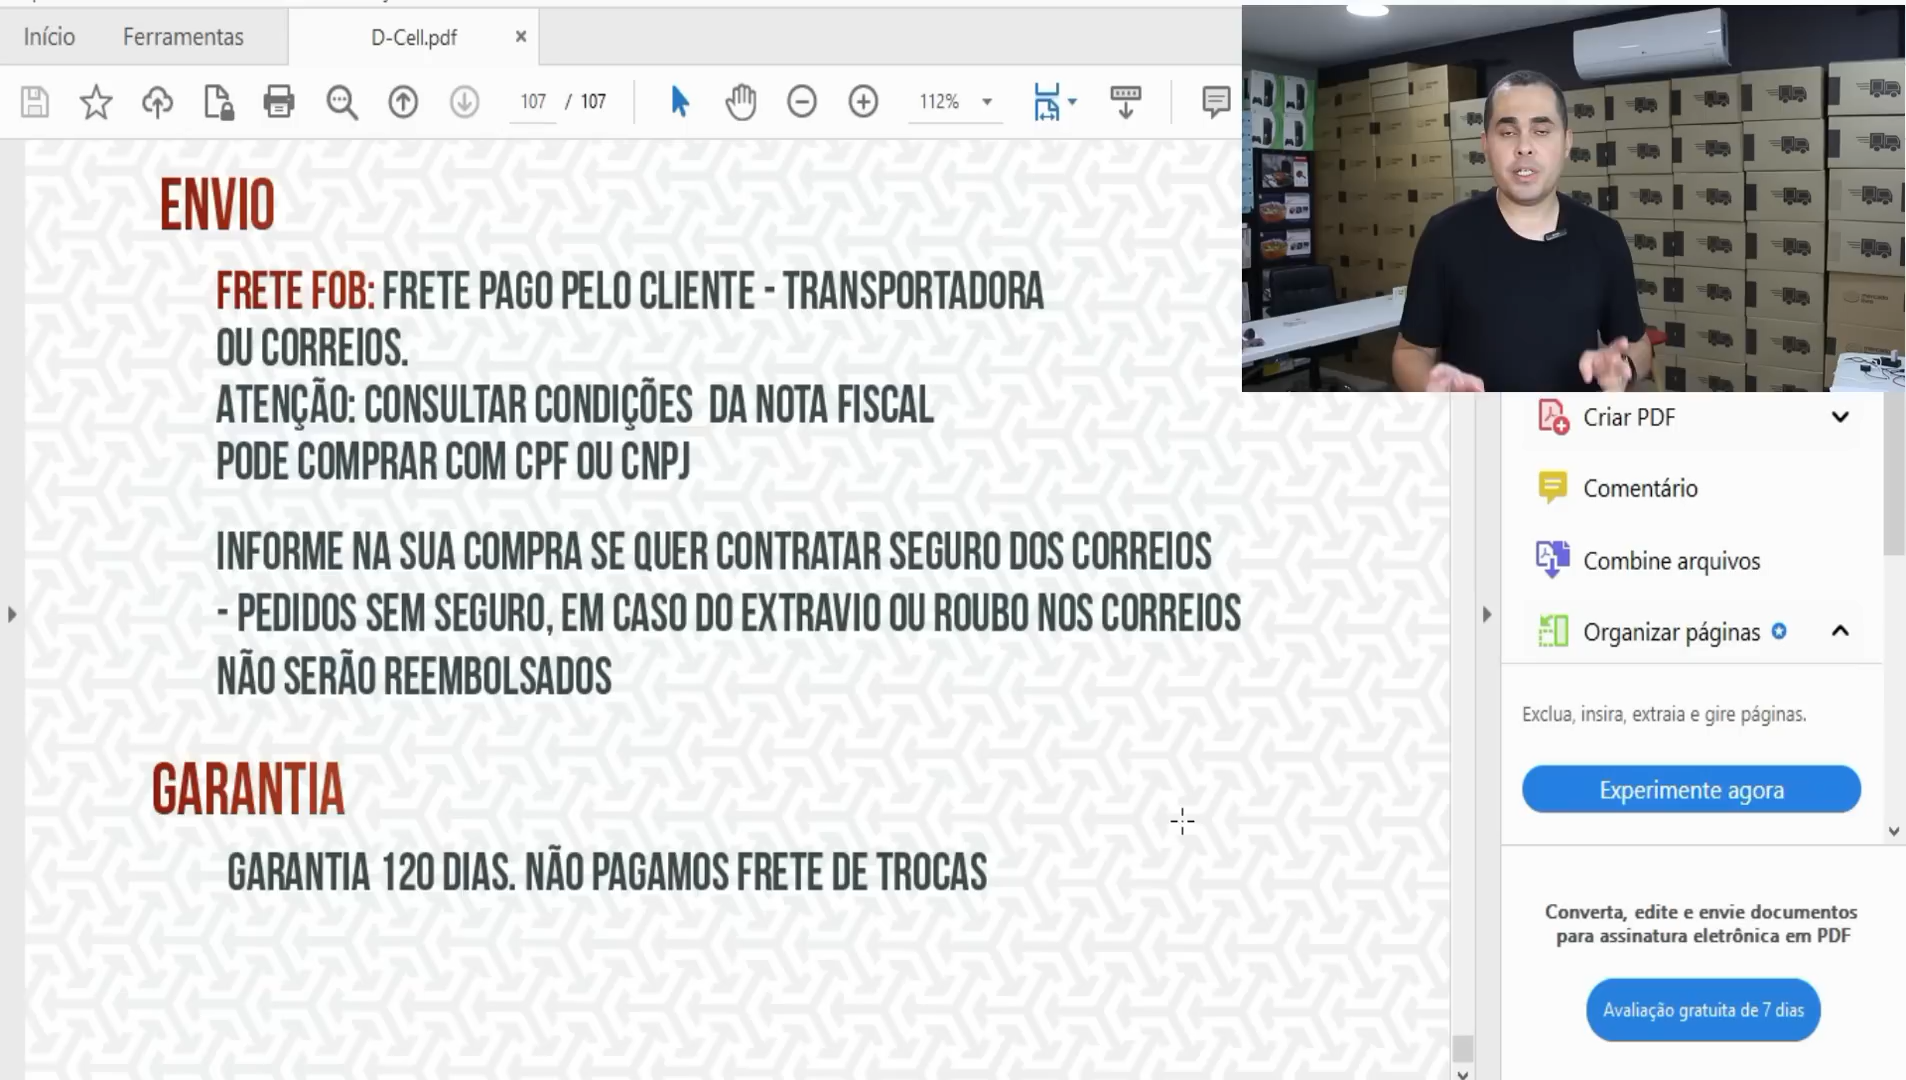 Início
Ferramentas
D-Cell.pdf
107 / 107
112%
ENVIO
FRETE FOB: FRETE PAGO PELO CLIENTE - TRANSPORTADORA
OU CORREIOS.
ATENÇÃO: CONSULTAR CONDIÇÕES DA NOTA FISCAL
PODE COMPRAR COM CPF OU CNPJ
INFORME NA SUA COMPRA SE QUER CONTRATAR SEGURO DOS CORREIOS
- PEDIDOS SEM SEGURO, EM CASO DO EXTRAVIO OU ROUBO NOS CORREIOS
NÃO SERÃO REEMBOLSADOS
GARANTIA
GARANTIA 120 DIAS. NÃO PAGAMOS FRETE DE TROCAS
Criar PDF
Comentário
Combine arquivos
Organizar páginas
Exclua, insira, extraia e gire páginas.
Experimente agora
Converta, edite e envie documentos
para assinatura eletrônica em PDF
Avaliação gratuita de 7 dias